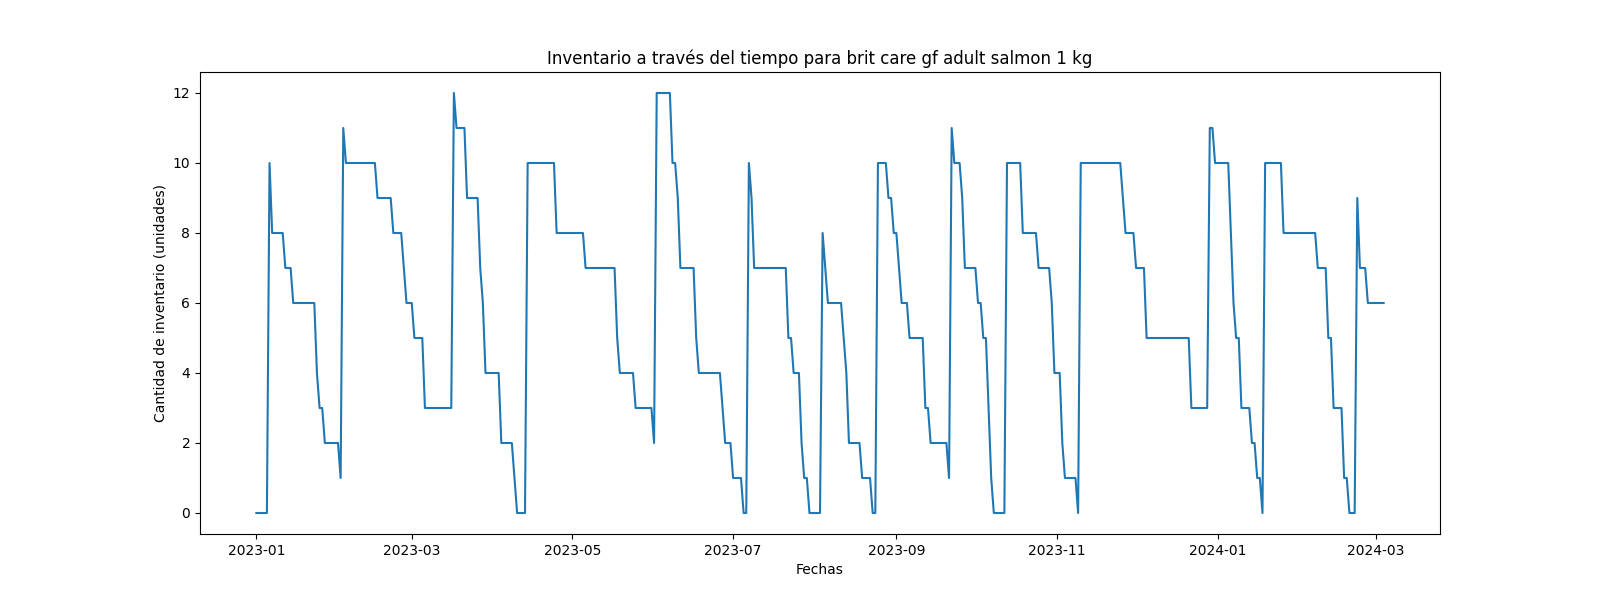 Inventario a través del tiempo para brit care gf adult salmon 1 kg
Cantidad de inventario (unidades)
12
10
8
6
4
2
0
2023-01 2023-03 2023-05 2023-07 2023-09 2023-11 2024-01 2024-03
Fechas